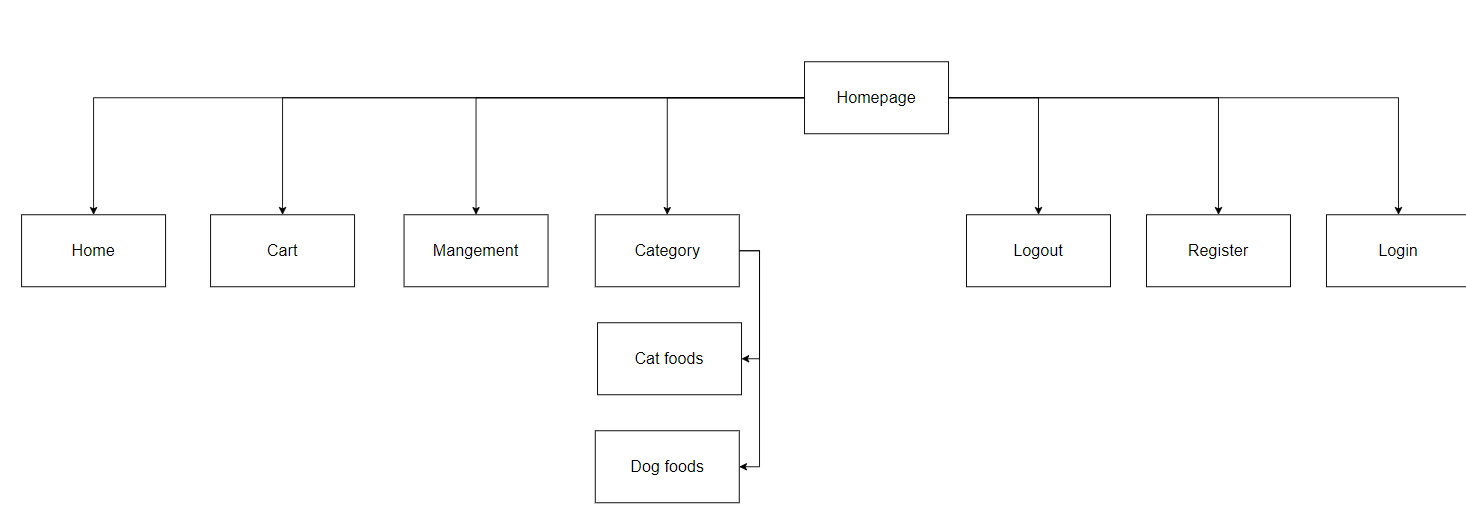 Homepage
Home
Cart
Mangement
Category
Logout
Register
Login
Cat foods
Dog foods